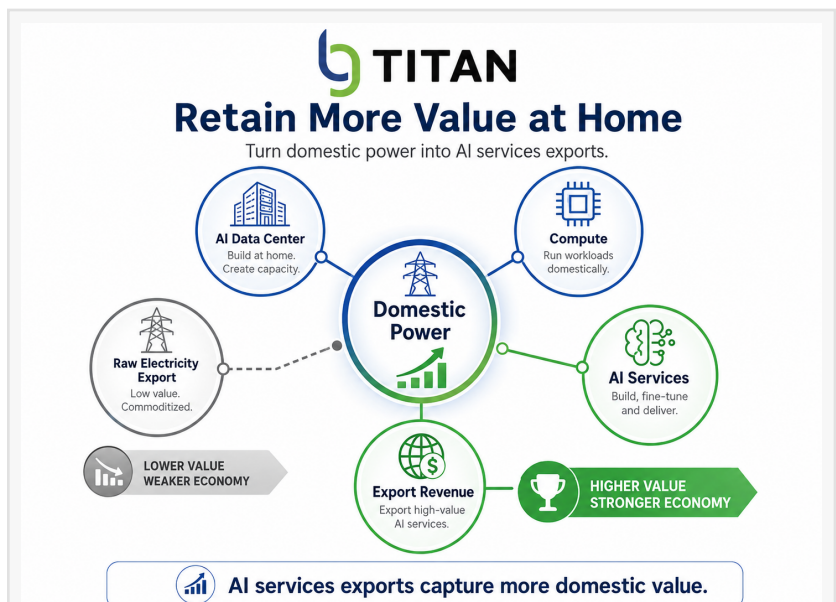 TITAN
Retain More Value at Home
Turn domestic power into AI services exports.
AI Data Center
Build at home.
Create capacity.
Compute
Run workloads
domestically.
Domestic
Power
Raw Electricity
Export
Low value.
Commoditized.
AI Services
Build, fine-tune
and deliver.
LOWER VALUE
WEAKER ECONOMY
$
Export Revenue
Export high-value
AI services.
HIGHER VALUE
STRONGER ECONOMY
AI services exports capture more domestic value.